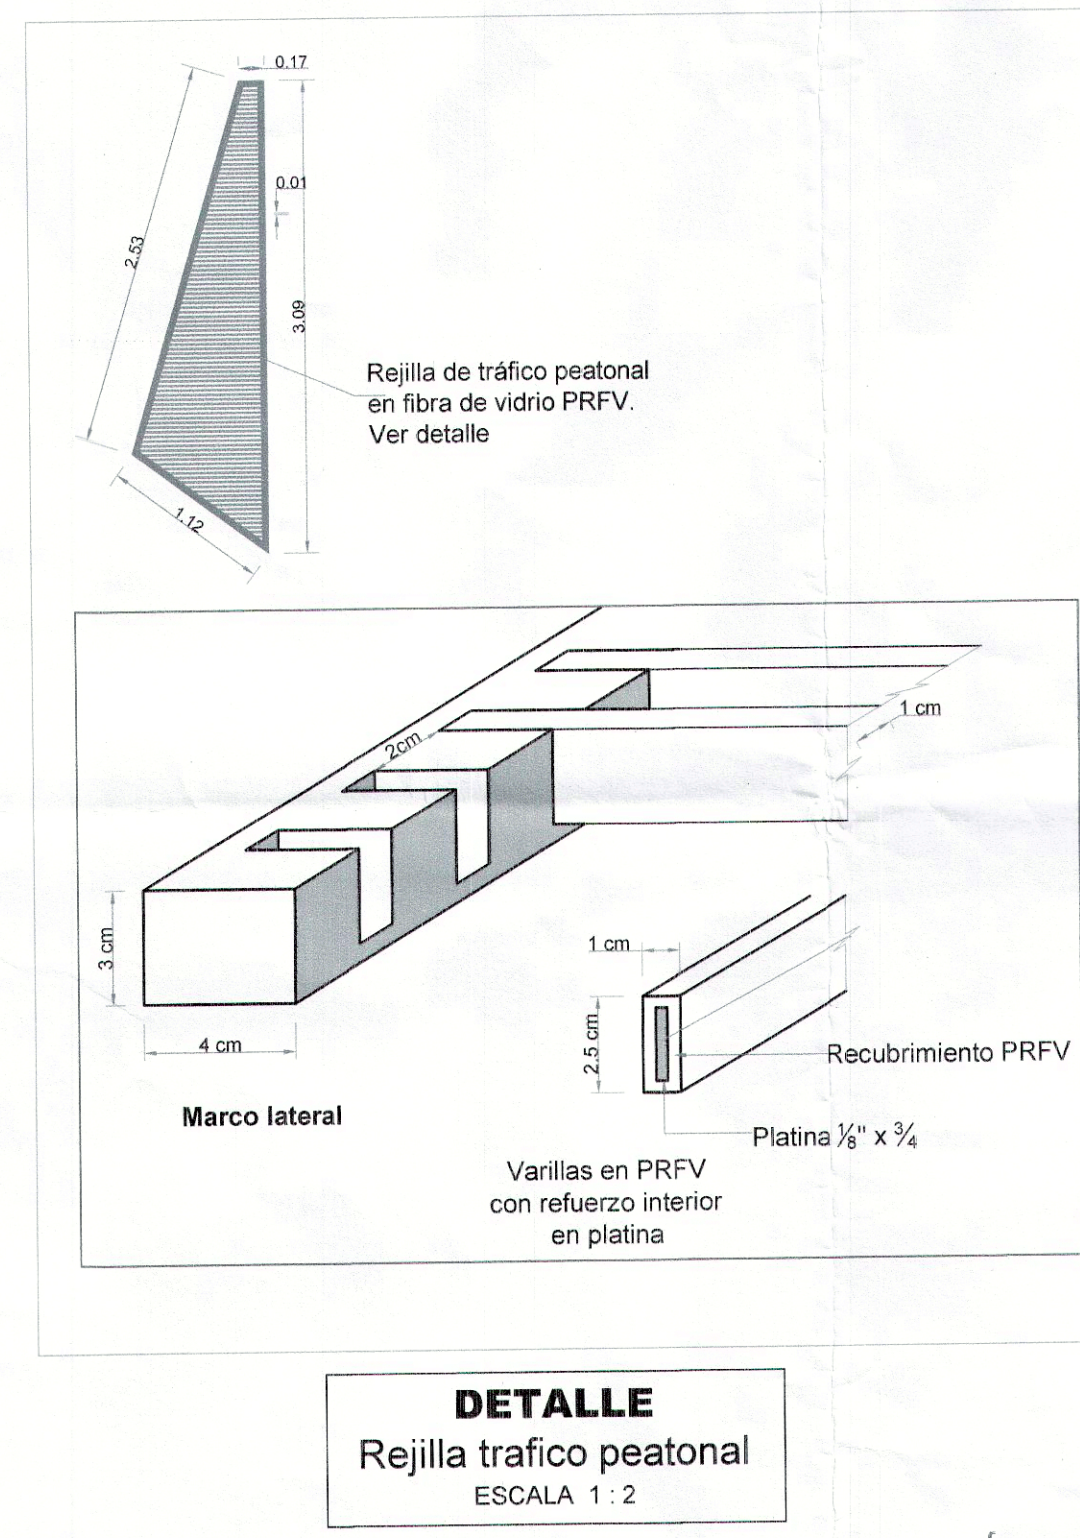 0.17
0.01
2.53
3.09
Rejilla de tráfico peatonal
en fibra de vidrio PRFV.
Ver detalle
1.12
1 cm
2cm
3 cm
4 cm
Marco lateral
1 cm
2.5 cm
Recubrimiento PRFV
Platina ⅛" x ¾
Varillas en PRFV
con refuerzo interior
en platina
DETALLE
Rejilla trafico peatonal
ESCALA 1 : 2